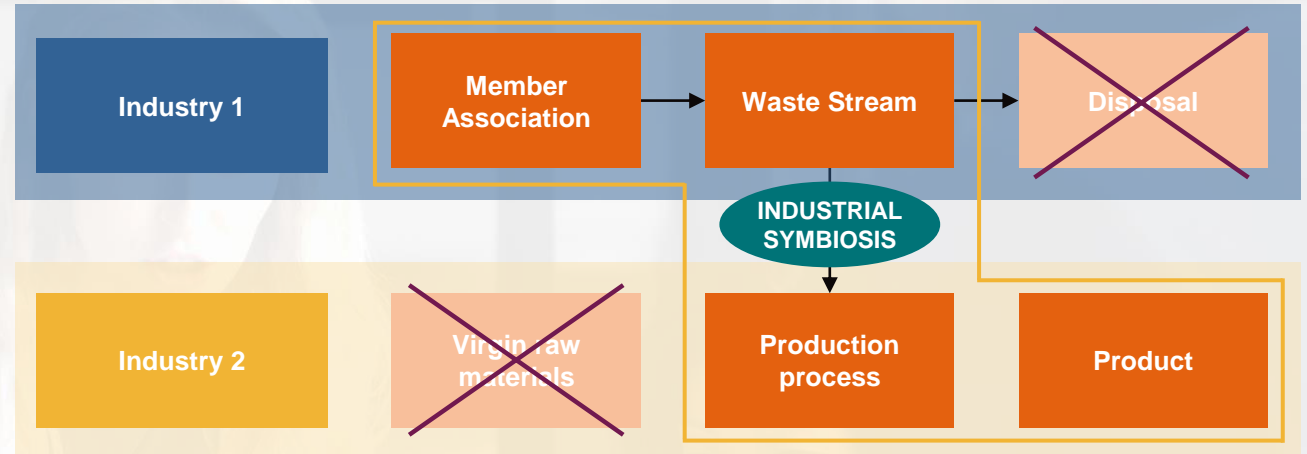 Industry 1
Member
Association
Waste Stream
Disposal
INDUSTRIAL
SYMBIOSIS
Industry 2
Virgin raw
materials
Production
process
Product